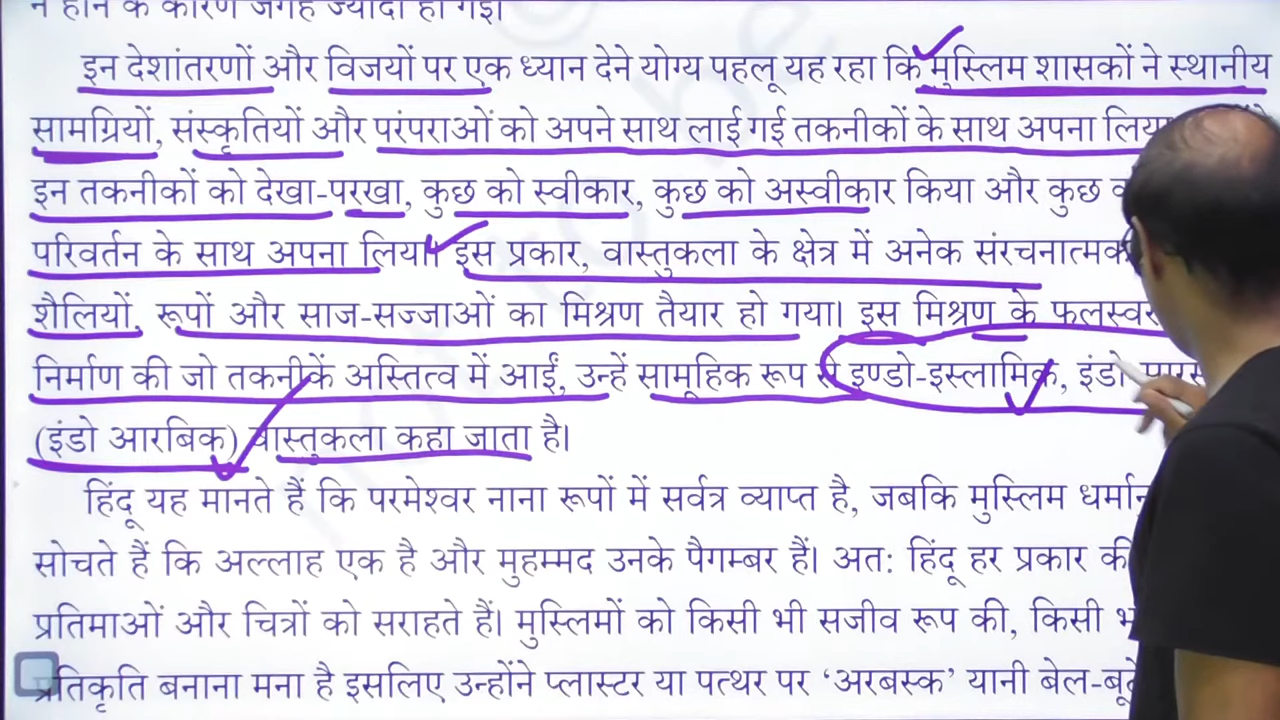 न होने के कारण जगह ज्यादा हो गई।
इन देशांतरणों और विजयों पर एक ध्यान देने योग्य पहलू यह रहा कि मुस्लिम शासकों ने स्थानीय
सामग्रियों, संस्कृतियों और परंपराओं को अपने साथ लाई गई तकनीकों के साथ अपना लिया
इन तकनीकों को देखा-परखा, कुछ को स्वीकार, कुछ को अस्वीकार किया और कुछ
परिवर्तन के साथ अपना लिया। इस प्रकार, वास्तुकला के क्षेत्र में अनेक संरचनात्मक
शैलियों, रूपों और साज-सज्जाओं का मिश्रण तैयार हो गया। इस मिश्रण के
निर्माण की जो तकनीकें अस्तित्व में आईं, उन्हें सामूहिक रूप से इण्डो-इस्लामिक, इंडो
(इंडो आरबिक) वास्तुकला कहा जाता है।
हिंदू यह मानते हैं कि परमेश्वर नाना रूपों में सर्वत्र व्याप्त है, जबकि मुस्लिम
सोचते हैं कि अल्लाह एक है और मुहम्मद उनके पैगम्बर हैं। अत: हिंदू हर प्रकार की
प्रतिमाओं और चित्रों को सराहते हैं। मुस्लिमों को किसी भी सजीव रूप की, किसी
प्रतिकृति बनाना मना है इसलिए उन्होंने प्लास्टर या पत्थर पर ‘अरबस्क’ यानी